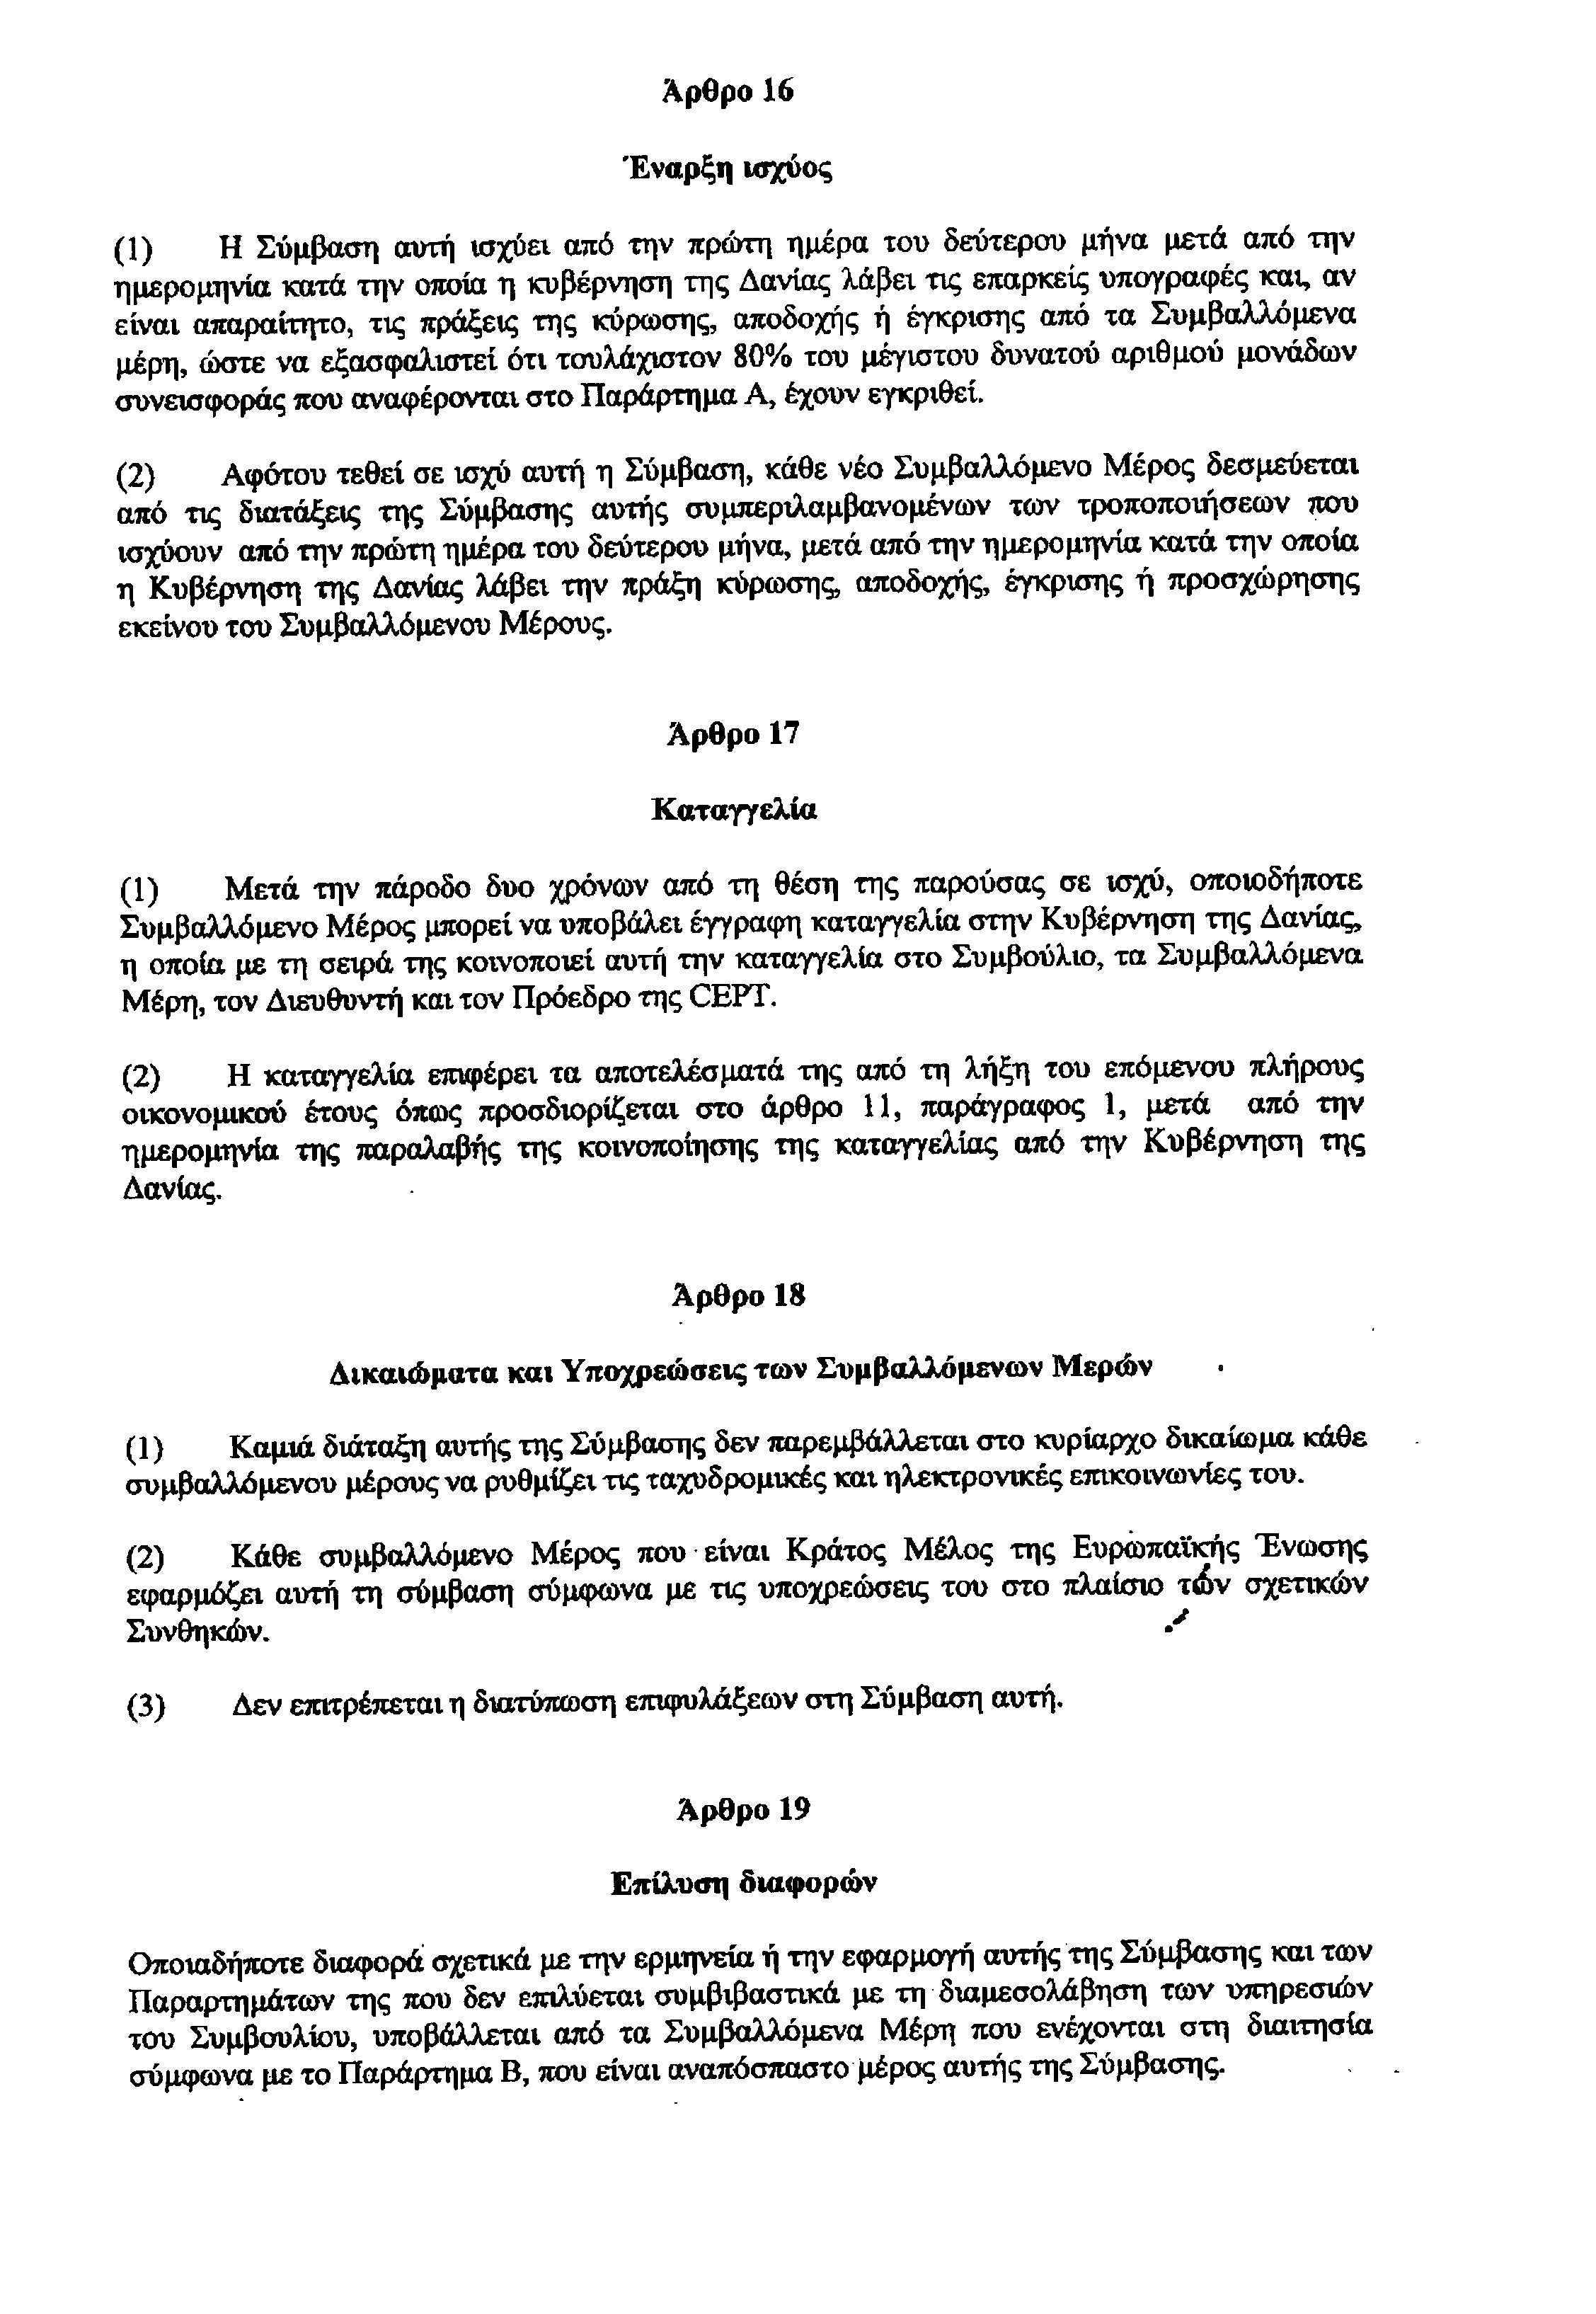 Άρθρο 16
Έναρξη ισχύος
(1) Η Σύμβαση αυτή ισχύει από την πρώτη ημέρα του δεύτερου μήνα μετά από την
ημερομηνία κατά την οποία η κυβέρνηση της Δανίας λάβει τις επαρκείς υπογραφές και, αν
είναι απαραίτητο, τις πράξεις της κύρωσης, αποδοχής ή έγκρισης από τα Συμβαλλόμενα
μέρη, ώστε να εξασφαλιστεί ότι τουλάχιστον 80% του μέγιστου δυνατού αριθμού μονάδων
συνεισφοράς που αναφέρονται στο Παράρτημα Α, έχουν εγκριθεί.
(2) Αφότου τεθεί σε ισχύ αυτή η Σύμβαση, κάθε νέο Συμβαλλόμενο Μέρος δεσμεύεται
από τις διατάξεις της Σύμβασης αυτής συμπεριλαμβανομένων των τροποποιήσεων που
ισχύουν από την πρώτη ημέρα του δεύτερου μήνα, μετά από την ημερομηνία κατά την οποία
η Κυβέρνηση της Δανίας λάβει την πράξη κύρωσης, αποδοχής, έγκρισης ή προσχώρησης
εκείνου του Συμβαλλόμενου Μέρους.
Άρθρο 17
Καταγγελία
(1) Μετά την πάροδο δυο χρόνων από τη θέση της παρούσας σε ισχύ, οποιοδήποτε
Συμβαλλόμενο Μέρος μπορεί να υποβάλει έγγραφη καταγγελία στην Κυβέρνηση της Δανίας,
η οποία με τη σειρά της κοινοποιεί αυτή την καταγγελία στο Συμβούλιο, τα Συμβαλλόμενα
Μέρη, τον Διευθυντή και τον Πρόεδρο της CEPT.
(2) Η καταγγελία επιφέρει τα αποτελέσματά της από τη λήξη του επόμενου πλήρους
οικονομικού έτους όπως προσδιορίζεται στο άρθρο 11, παράγραφος 1, μετά από την
ημερομηνία της παραλαβής της κοινοποίησης της καταγγελίας από την Κυβέρνηση της
Δανίας.
Άρθρο 18
Δικαιώματα και Υποχρεώσεις των Συμβαλλόμενων Μερών
(1) Καμιά διάταξη αυτής της Σύμβασης δεν παρεμβάλλεται στο κυρίαρχο δικαίωμα κάθε
συμβαλλόμενου μέρους να ρυθμίζει τις ταχυδρομικές και ηλεκτρονικές επικοινωνίες του.
(2) Κάθε συμβαλλόμενο Μέρος που είναι Κράτος Μέλος της Ευρωπαϊκής Ένωσης
εφαρμόζει αυτή τη σύμβαση σύμφωνα με τις υποχρεώσεις του στο πλαίσιο των σχετικών
Συνθηκών.
(3) Δεν επιτρέπεται η διατύπωση επιφυλάξεων στη Σύμβαση αυτή.
Άρθρο 19
Επίλυση διαφορών
Οποιαδήποτε διαφορά σχετικά με την ερμηνεία ή την εφαρμογή αυτής της Σύμβασης και των
Παραρτημάτων της που δεν επιλύεται συμβιβαστικά με τη διαμεσολάβηση των υπηρεσιών
του Συμβουλίου, υποβάλλεται από τα Συμβαλλόμενα Μέρη που ενέχονται στη διαιτησία
σύμφωνα με το Παράρτημα Β, που είναι αναπόσπαστο μέρος αυτής της Σύμβασης.